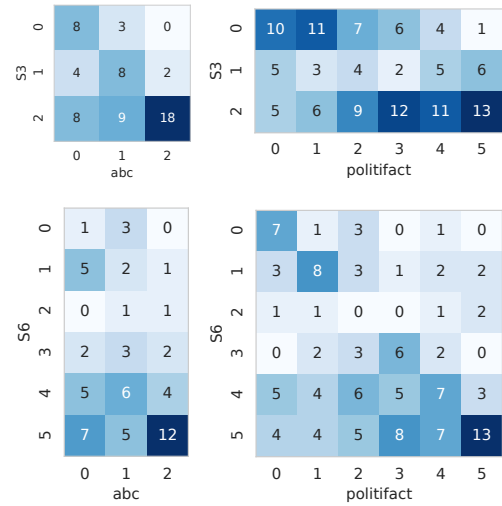 S3
0 8 3 0
1 4 8 2
2 8 9 18
0 1 2
abc
S3
0 10 11 7 6 4 1
1 5 3 4 2 5 6
2 5 6 9 12 11 13
0 1 2 3 4 5
politifact
S6
0 1 3 0
1 5 2 1
2 0 1 1
3 2 3 2
4 5 6 4
5 7 5 12
0 1 2
abc
S6
0 7 1 3 0 1 0
1 3 8 3 1 2 2
2 1 1 0 0 1 2
3 0 2 3 6 2 0
4 5 4 6 5 7 3
5 4 4 5 8 7 13
0 1 2 3 4 5
politifact